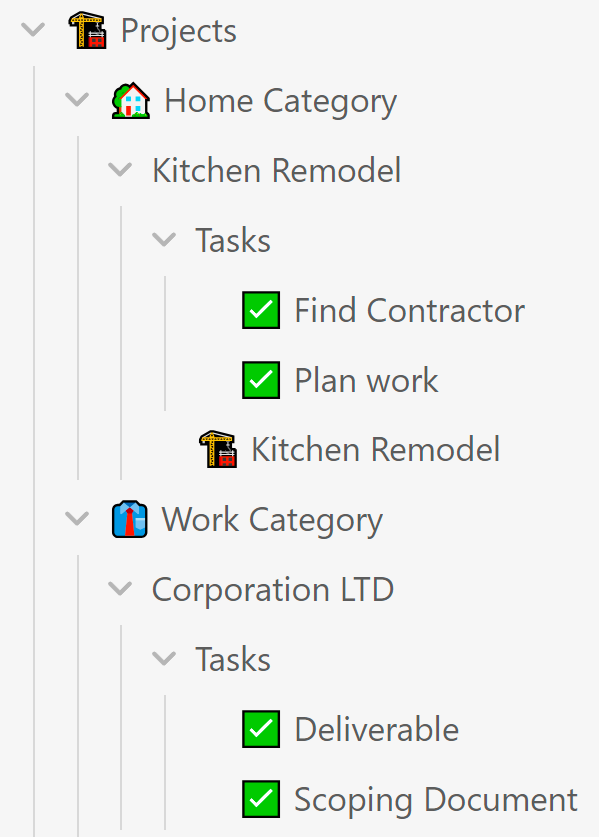 Projects
Home Category
Kitchen Remodel
Tasks
Find Contractor
Plan work
Kitchen Remodel
Work Category
Corporation LTD
Tasks
Deliverable
Scoping Document